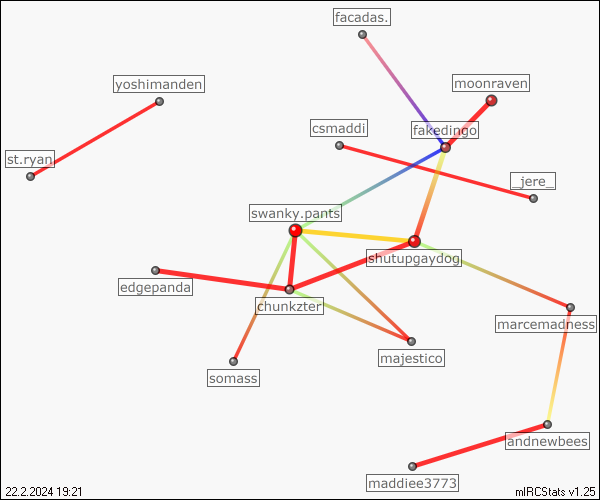 facadas.
yoshimanden
moonraven
csmaddi
fakedingo
st.ryan
_jere_
swanky.pants
shutupgaydog
edgepanda
chunkzter
marcemadness
majestico
somass
andnewbees
maddiee3773
22.2.2024 19:21
mIRCStats v1.25